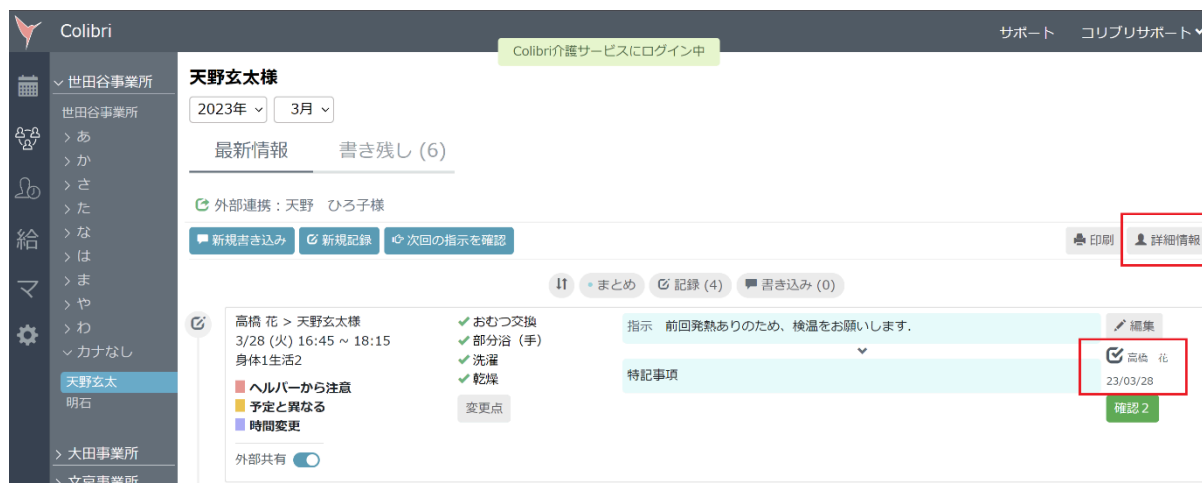 Colibri
サポート コリブリサポート
Colibri介護サービスにログイン中
世田谷事業所
世田谷事業所
あ
か
さ
た
な
は
ま
や
わ
カナなし
天野玄太
明石
大田事業所
文京事業所
給
マ
天野玄太様
2023年 3月
最新情報 書き残し (6)
外部連携：天野 ひろ子様
新規書き込み 新規記録 次回の指示を確認
印刷 詳細情報
まとめ 記録 (4) 書き込み (0)
高橋 花 > 天野玄太様
3/28 (火) 16:45 ~ 18:15
身体1生活2
ヘルパーから注意
予定と異なる
時間変更
外部共有
おむつ交換
部分浴（手）
洗濯
乾燥
変更点
指示 前回発熱ありのため、検温をお願いします.
特記事項
編集
高橋 花
23/03/28
確認 2